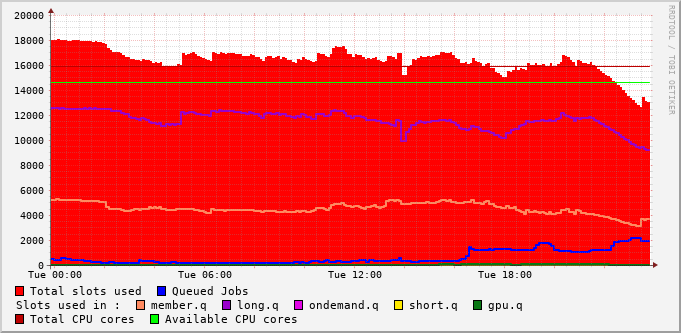 20000
18000
16000
14000
12000
10000
8000
6000
4000
2000
0
Tue 00:00 Tue 06:00 Tue 12:00 Tue 18:00
RRDTOOL / TOBI OETIKER
Total slots used Queued Jobs
Slots used in : member.q long.q ondemand.q short.q gpu.q
Total CPU cores Available CPU cores